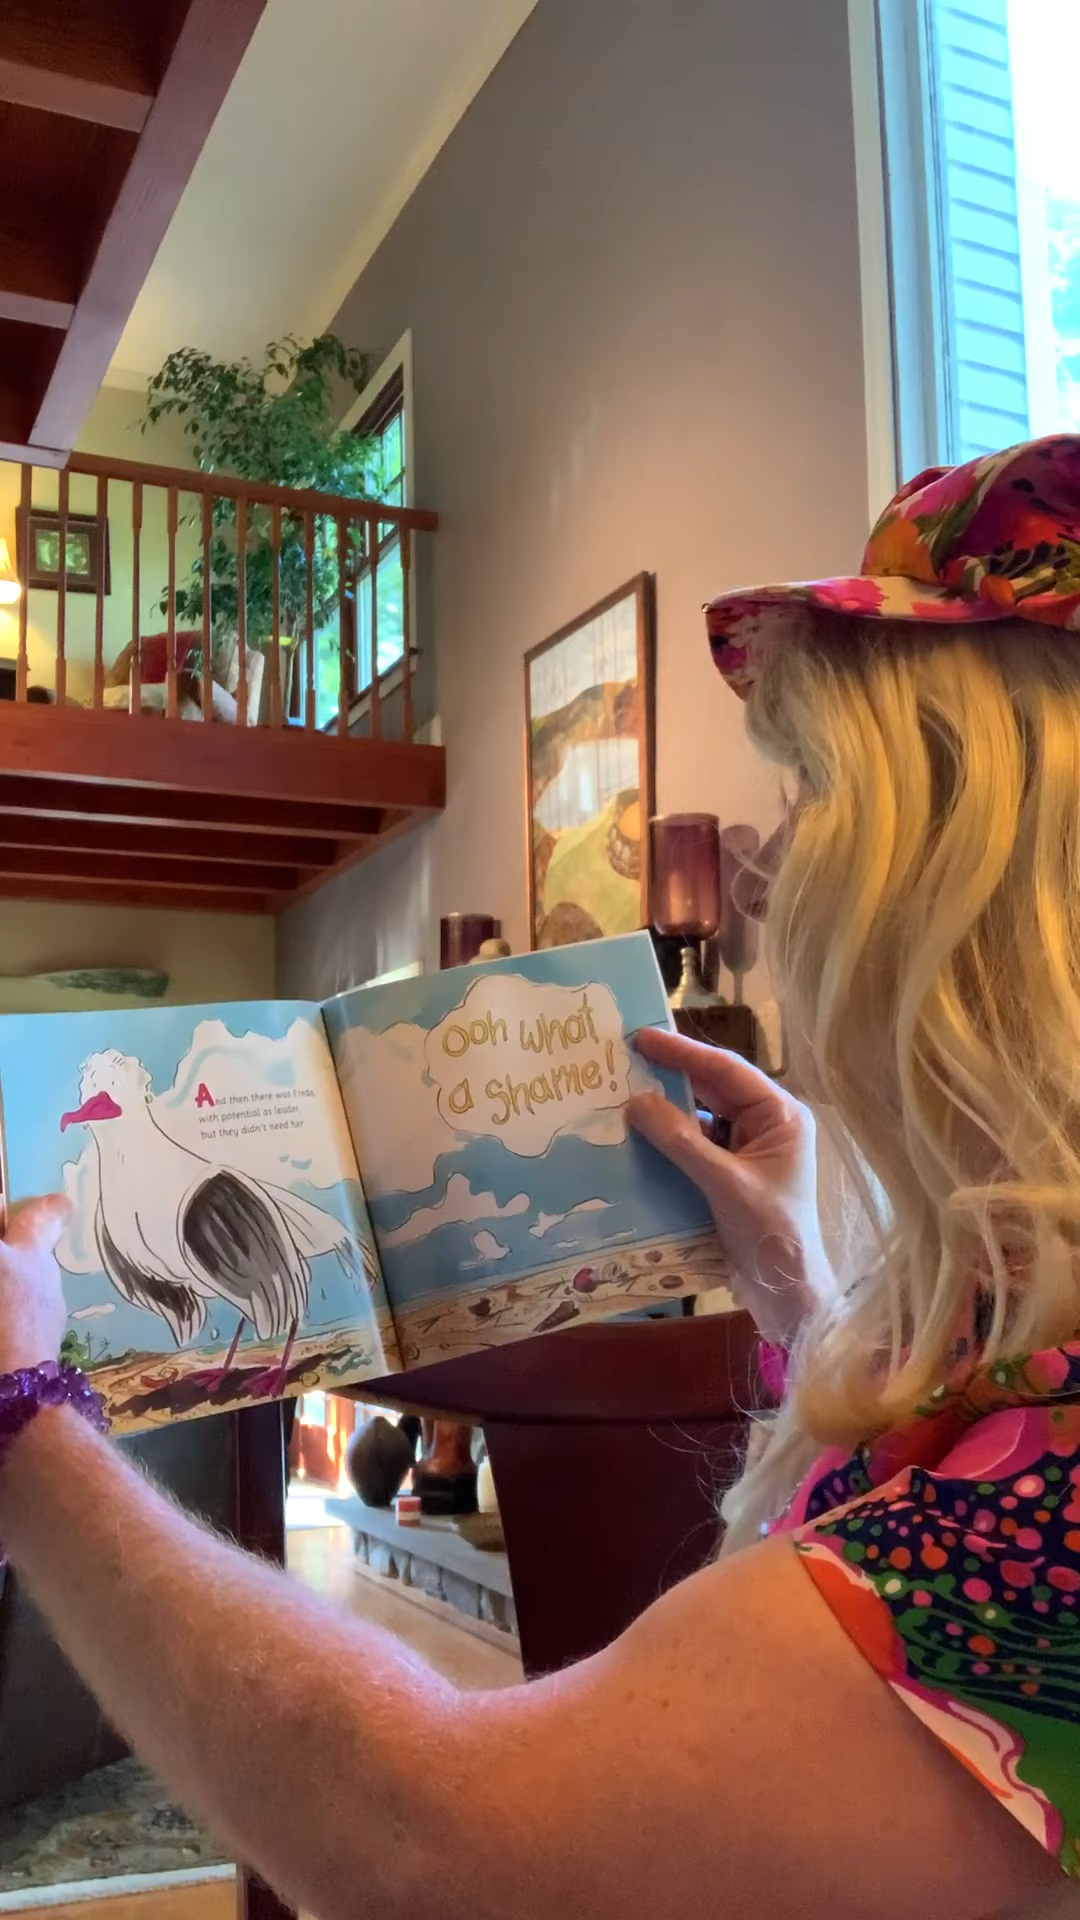 And then there was Freda,
with potential as leader,
but they didn't need her
Ooh what
a shame!